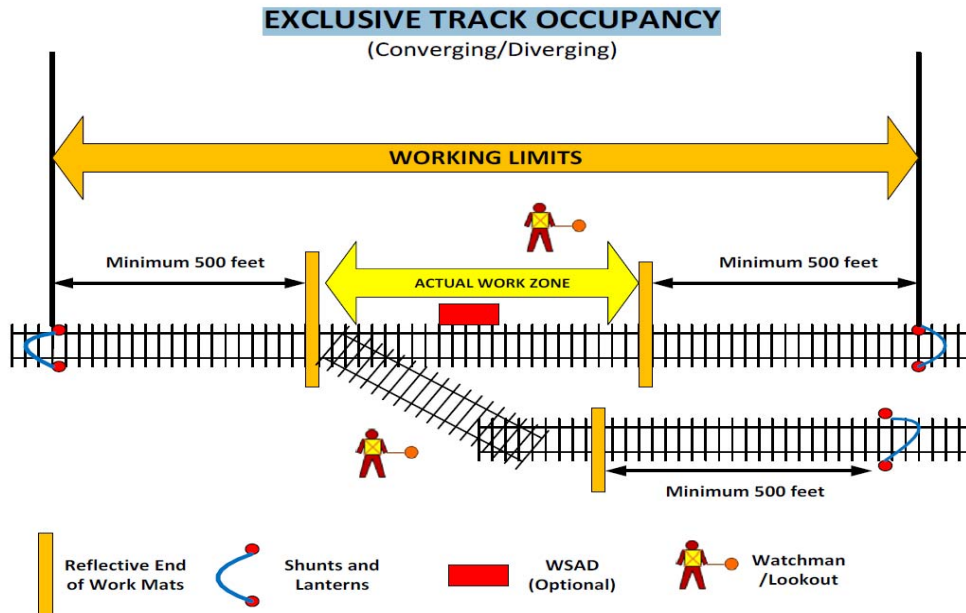 EXCLUSIVE TRACK OCCUPANCY
(Converging/Diverging)
WORKING LIMITS
Minimum 500 feet
Minimum 500 feet
ACTUAL WORK ZONE
Minimum 500 feet
Reflective End
of Work Mats
Shunts and
Lanterns
WSAD
(Optional)
Watchman
/Lookout